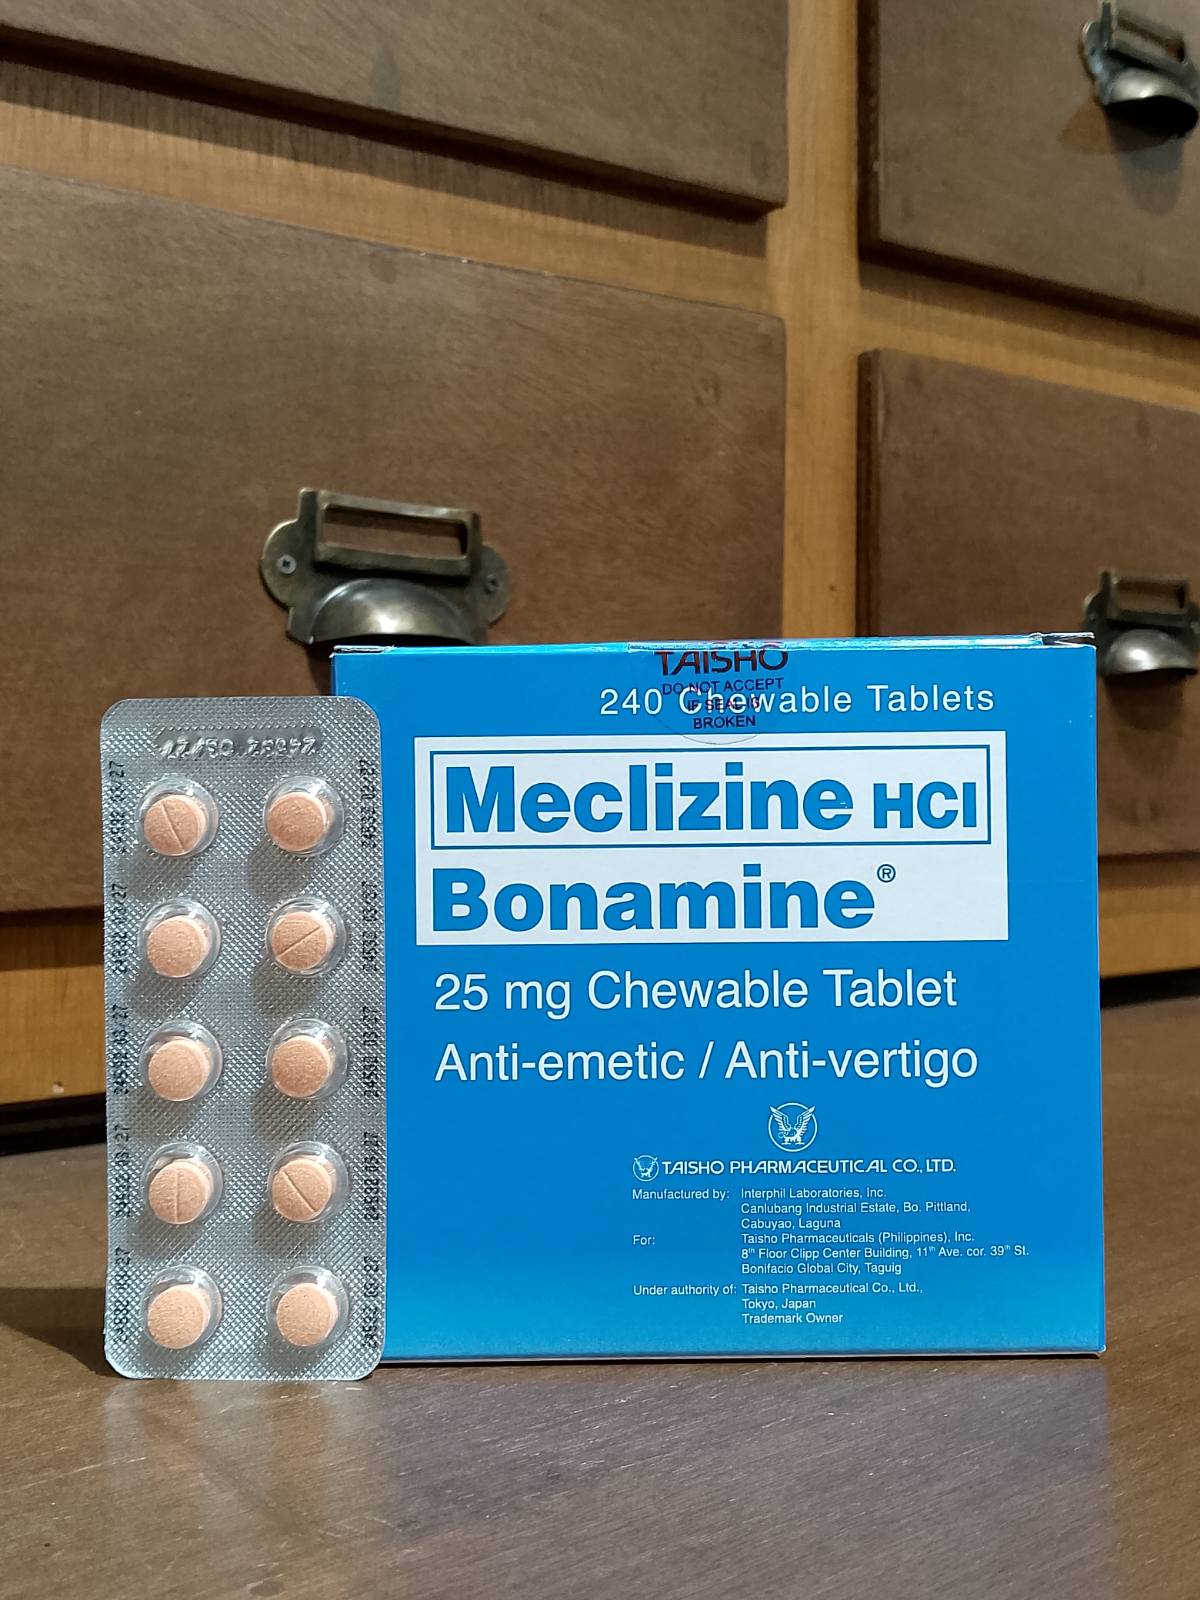 TAISHO
DO NOT ACCEPT
IF SEAL IS
BROKEN
240 Chewable Tablets
Meclizine HCl
Bonamine®
25 mg Chewable Tablet
Anti-emetic / Anti-vertigo
TAISHO PHARMACEUTICAL CO., LTD.
Manufactured by: Interphil Laboratories, Inc.
Canlubang Industrial Estate, Bo. Pittland,
Cabuyao, Laguna
For: Taisho Pharmaceuticals (Philippines), Inc.
8th Floor Clipp Center Building, 11th Ave. cor. 39th St.
Bonifacio Global City, Taguig
Under authority of: Taisho Pharmaceutical Co., Ltd.,
Tokyo, Japan
Trademark Owner